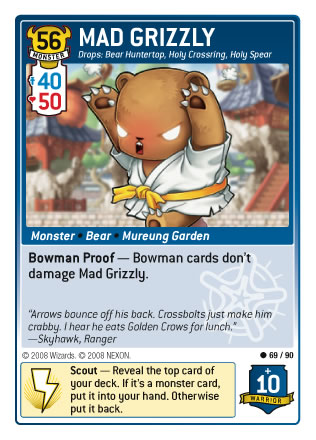 56
MONSTER
MAD GRIZZLY
Drops: Bear Huntertop, Holy Crossring, Holy Spear
40
50
Monster • Bear • Mureung Garden
Bowman Proof — Bowman cards don't
damage Mad Grizzly.
"Arrows bounce off his back. Crossbolts just make him
crabby. I hear he eats Golden Crows for lunch."
—Skyhawk, Ranger
© 2008 Wizards. © 2008 NEXON.
● 69 / 90
Scout — Reveal the top card of
your deck. If it's a monster card,
put it into your hand. Otherwise
put it back.
+
10
WARRIOR